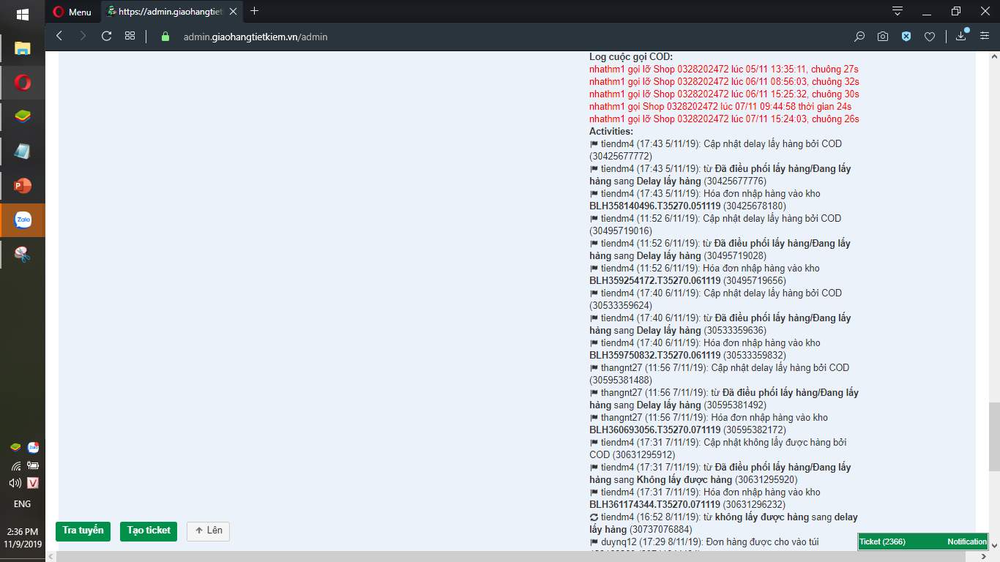 Menu
https://admin.giaohangtiet
admin.giaohangtietkiem.vn/admin
Log cuộc gọi COD:
nhathm1 gọi lỡ Shop 0328202472 lúc 05/11 13:35:11, chuông 27s
nhathm1 gọi lỡ Shop 0328202472 lúc 06/11 08:56:03, chuông 32s
nhathm1 gọi lỡ Shop 0328202472 lúc 06/11 15:25:32, chuông 30s
nhathm1 gọi Shop 0328202472 lúc 07/11 09:44:58 thời gian 24s
nhathm1 gọi lỡ Shop 0328202472 lúc 07/11 15:24:03, chuông 26s
Activities:
tiendm4 (17:43 5/11/19): Cập nhật delay lấy hàng bởi COD
(30425677772)
tiendm4 (17:43 5/11/19): từ Đã điều phối lấy hàng/Đang lấy
hàng sang Delay lấy hàng (30425677776)
tiendm4 (17:43 5/11/19): Hóa đơn nhập hàng vào kho
BLH358140496.T35270.051119 (30425678180)
tiendm4 (11:52 6/11/19): Cập nhật delay lấy hàng bởi COD
(30495719016)
tiendm4 (11:52 6/11/19): từ Đã điều phối lấy hàng/Đang lấy
hàng sang Delay lấy hàng (30495719028)
tiendm4 (11:52 6/11/19): Hóa đơn nhập hàng vào kho
BLH359254172.T35270.061119 (30495719656)
tiendm4 (17:40 6/11/19): Cập nhật delay lấy hàng bởi COD
(30533359624)
tiendm4 (17:40 6/11/19): từ Đã điều phối lấy hàng/Đang lấy
hàng sang Delay lấy hàng (30533359636)
tiendm4 (17:40 6/11/19): Hóa đơn nhập hàng vào kho
BLH359750832.T35270.061119 (30533359832)
thangnt27 (11:56 7/11/19): Cập nhật delay lấy hàng bởi COD
(30595381488)
thangnt27 (11:56 7/11/19): từ Đã điều phối lấy hàng/Đang lấy
hàng sang Delay lấy hàng (30595381492)
thangnt27 (11:56 7/11/19): Hóa đơn nhập hàng vào kho
BLH360693056.T35270.071119 (30595382172)
tiendm4 (17:31 7/11/19): Cập nhật không lấy được hàng bởi
COD (30631295912)
tiendm4 (17:31 7/11/19): từ Đã điều phối lấy hàng/Đang lấy
hàng sang Không lấy được hàng (30631295920)
tiendm4 (17:31 7/11/19): Hóa đơn nhập hàng vào kho
BLH361174344.T35270.071119 (30631296232)
tiendm4 (16:52 8/11/19): từ không lấy được hàng sang delay
lấy hàng (30737076884)
duynq12 (17:29 8/11/19): Đơn hàng được cho vào túi
Tra tuyến
Tạo ticket
Lên
Ticket (2366)
Notification
Zalo
ENG
2:36 PM
11/9/2019